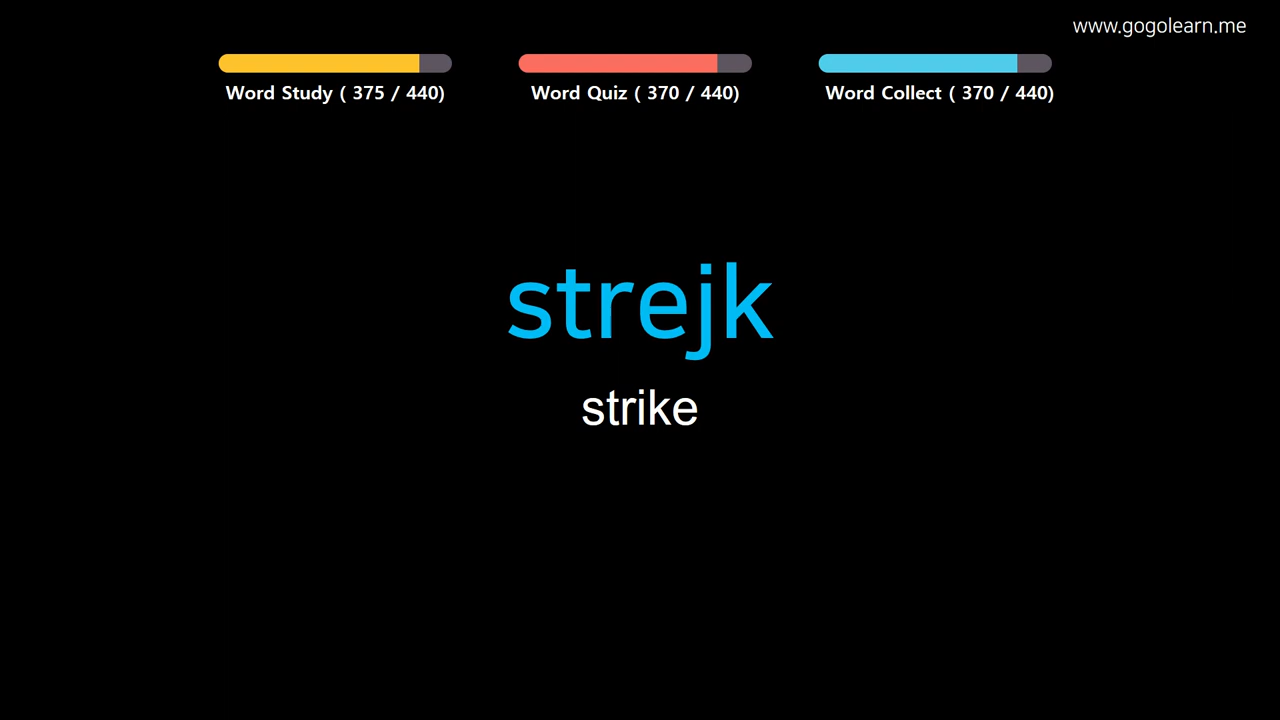 www.gogolearn.me
Word Study ( 375 / 440)
Word Quiz ( 370 / 440)
Word Collect ( 370 / 440)
strejk
strike